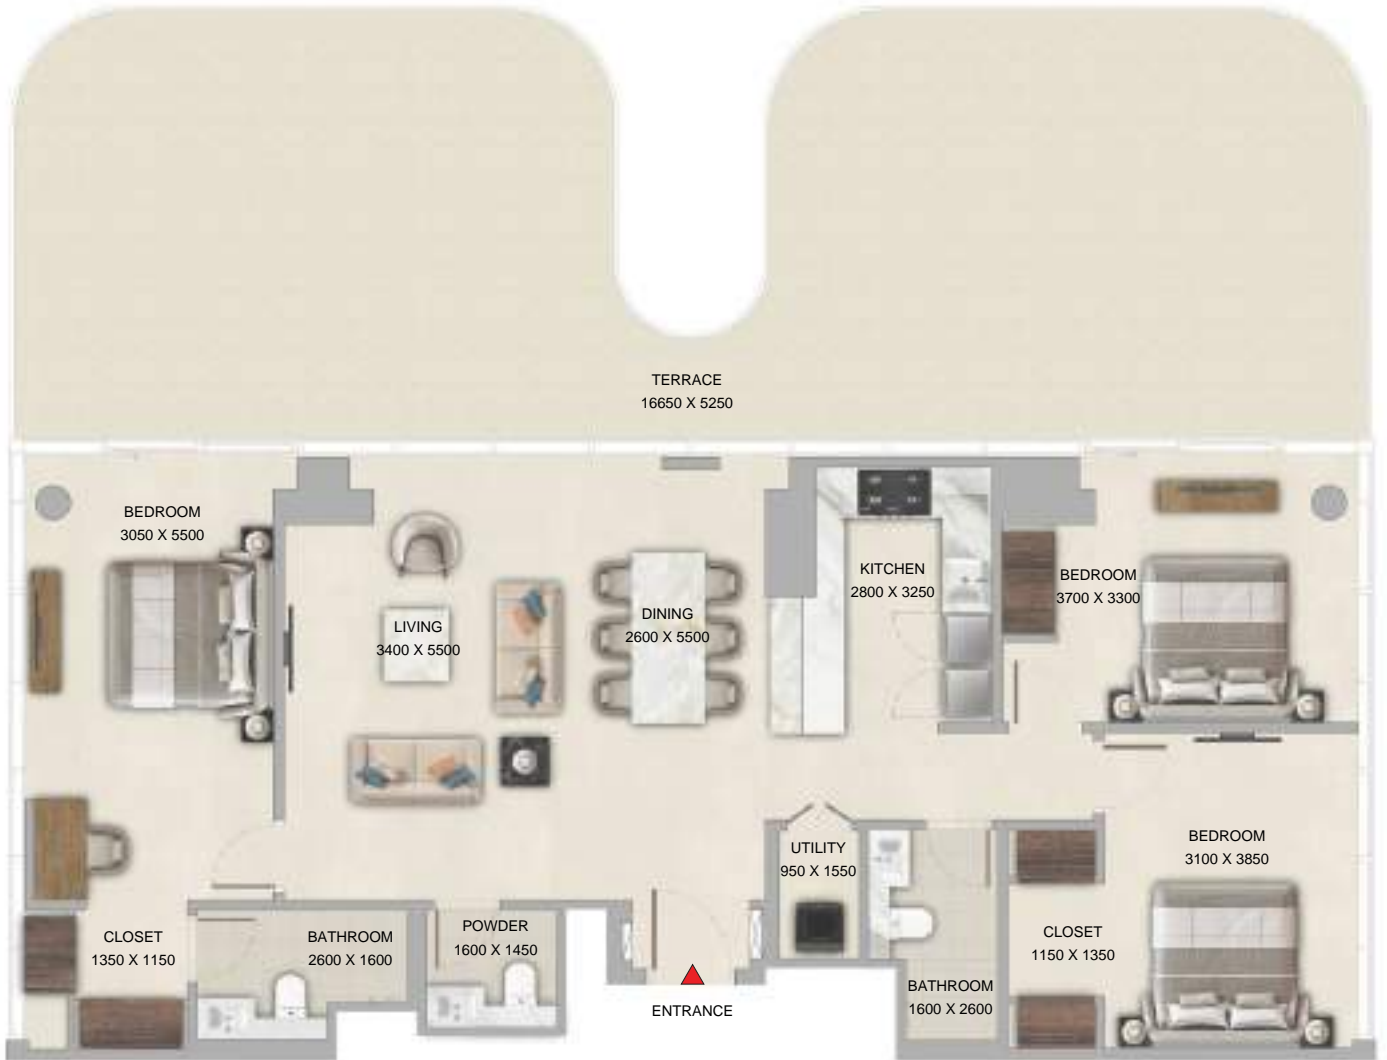 TERRACE
16650 X 5250
BEDROOM
3050 X 5500
LIVING
3400 X 5500
DINING
2600 X 5500
KITCHEN
2800 X 3250
BEDROOM
3700 X 3300
UTILITY
950 X 1550
BEDROOM
3100 X 3850
CLOSET
1350 X 1150
BATHROOM
2600 X 1600
POWDER
1600 X 1450
CLOSET
1150 X 1350
BATHROOM
1600 X 2600
ENTRANCE